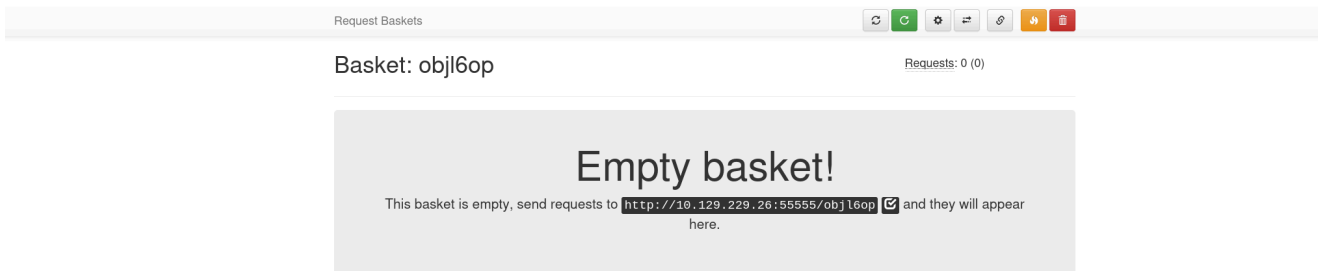 Request Baskets
Basket: objl6op
Requests: 0 (0)
Empty basket!
This basket is empty, send requests to http://10.129.229.26:55555/objl6op and they will appear
here.